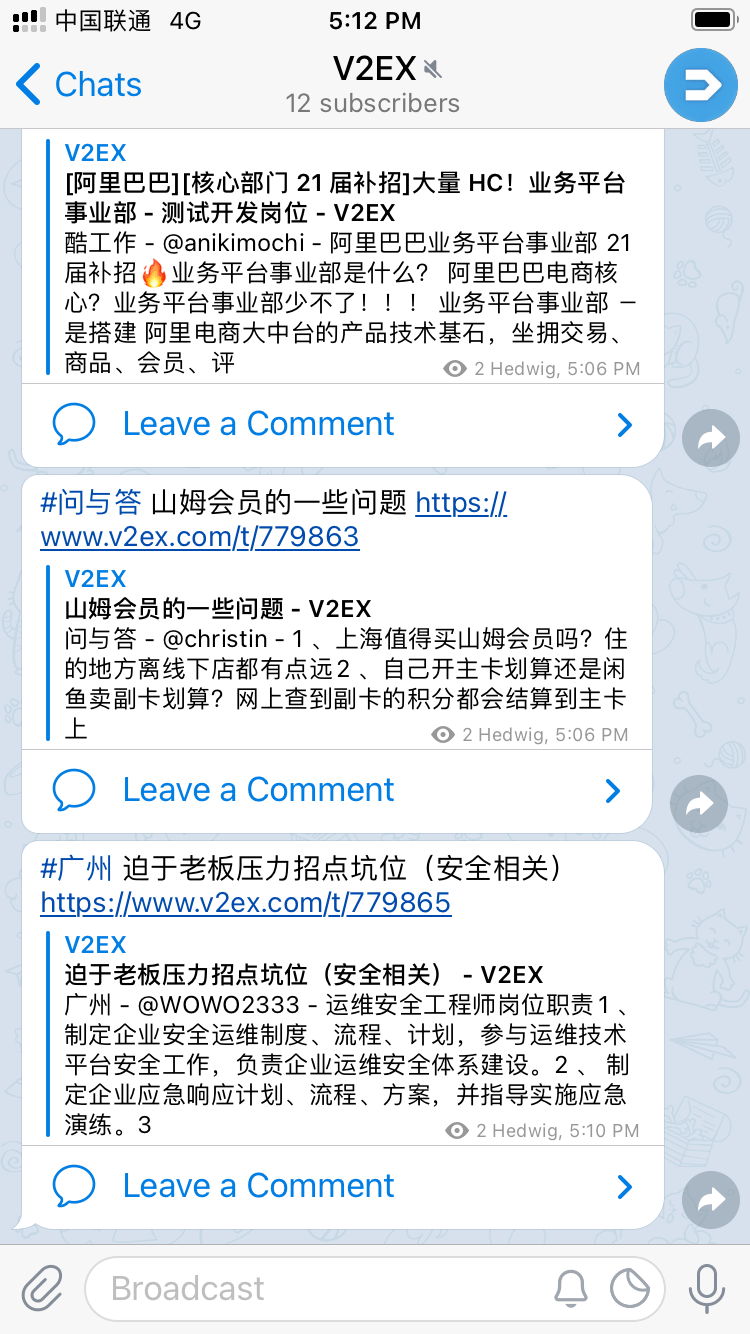 中国联通 4G 5:12 PM
Chats
V2EX
12 subscribers
V2EX
[阿里巴巴][核心部门 21 届补招]大量 HC！业务平台
事业部 - 测试开发岗位 - V2EX
酷工作 - @anikimochi - 阿里巴巴业务平台事业部 21
届补招🔥业务平台事业部是什么？ 阿里巴巴电商核
心？业务平台事业部少不了！！！ 业务平台事业部 —
是搭建 阿里电商大中台的产品技术基石，坐拥交易、
商品、会员、评
2 Hedwig, 5:06 PM
Leave a Comment
#问与答 山姆会员的一些问题 https://
www.v2ex.com/t/779863
V2EX
山姆会员的一些问题 - V2EX
问与答 - @christin - 1 、上海值得买山姆会员吗？住
的地方离线下店都有点远2 、自己开主卡划算还是闲
鱼卖副卡划算？网上查到副卡的积分都会结算到主卡
上
2 Hedwig, 5:06 PM
Leave a Comment
#广州 迫于老板压力招点坑位（安全相关）
https://www.v2ex.com/t/779865
V2EX
迫于老板压力招点坑位（安全相关） - V2EX
广州 - @WOWO2333 - 运维安全工程师岗位职责1 、
制定企业安全运维制度、流程、计划，参与运维技术
平台安全工作，负责企业运维安全体系建设。2 、 制
定企业应急响应计划、流程、方案，并指导实施应急
演练。3
2 Hedwig, 5:10 PM
Leave a Comment
Broadcast